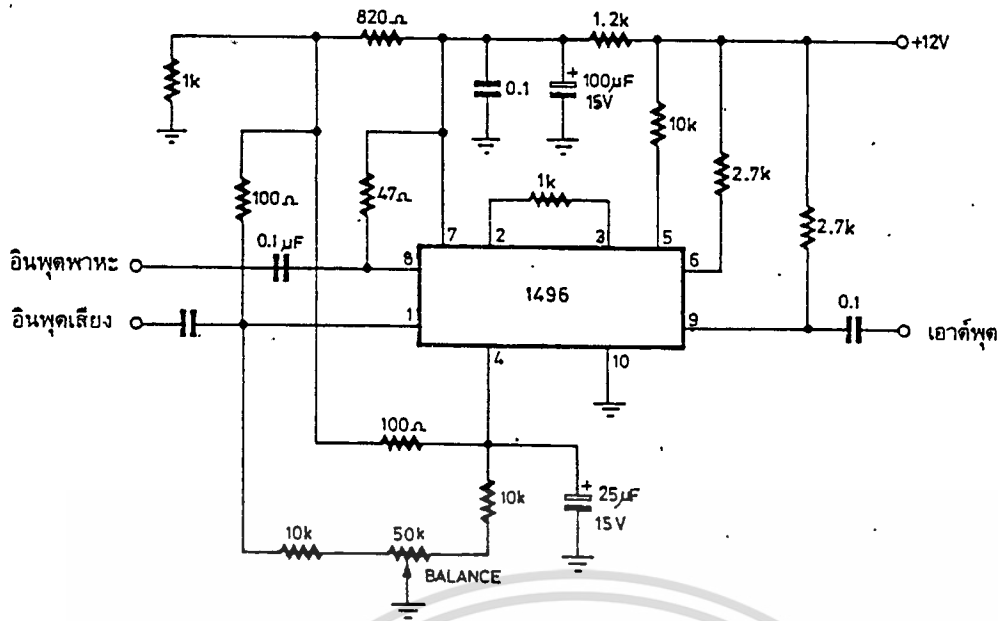 820Ω
1.2k
+12V
1k
0.1
+
100µF
15V
10k
2.7k
100Ω
47Ω
1k
2.7k
0.1µF
7
2
3
5
อินพุตพาหะ
8
6
1496
อินพุตเสียง
1
9
0.1
เอาต์พุต
4
10
100Ω
10k
+
25µF
15V
10k
50k
BALANCE